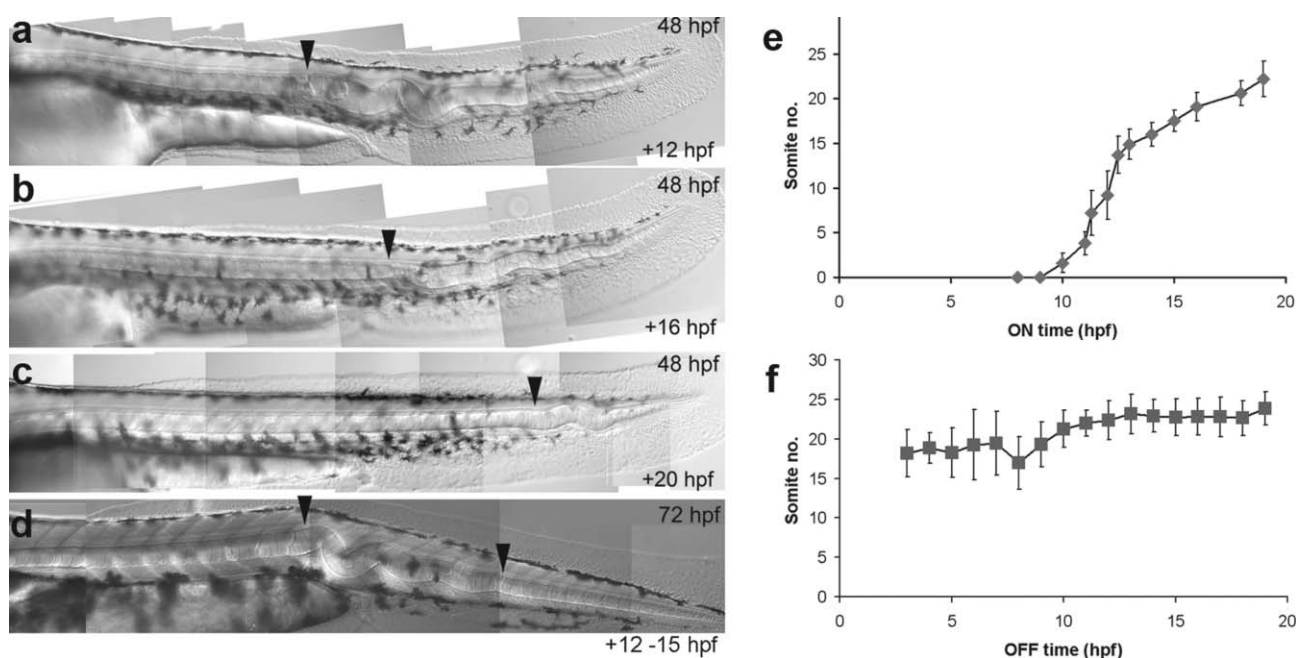 a
48 hpf
+12 hpf
b
48 hpf
+16 hpf
c
48 hpf
+20 hpf
d
72 hpf
+12 -15 hpf
e
25
20
15
10
5
0
Somite no.
0
5
10
15
20
ON time (hpf)
f
30
25
20
15
10
5
0
Somite no.
0
5
10
15
20
OFF time (hpf)